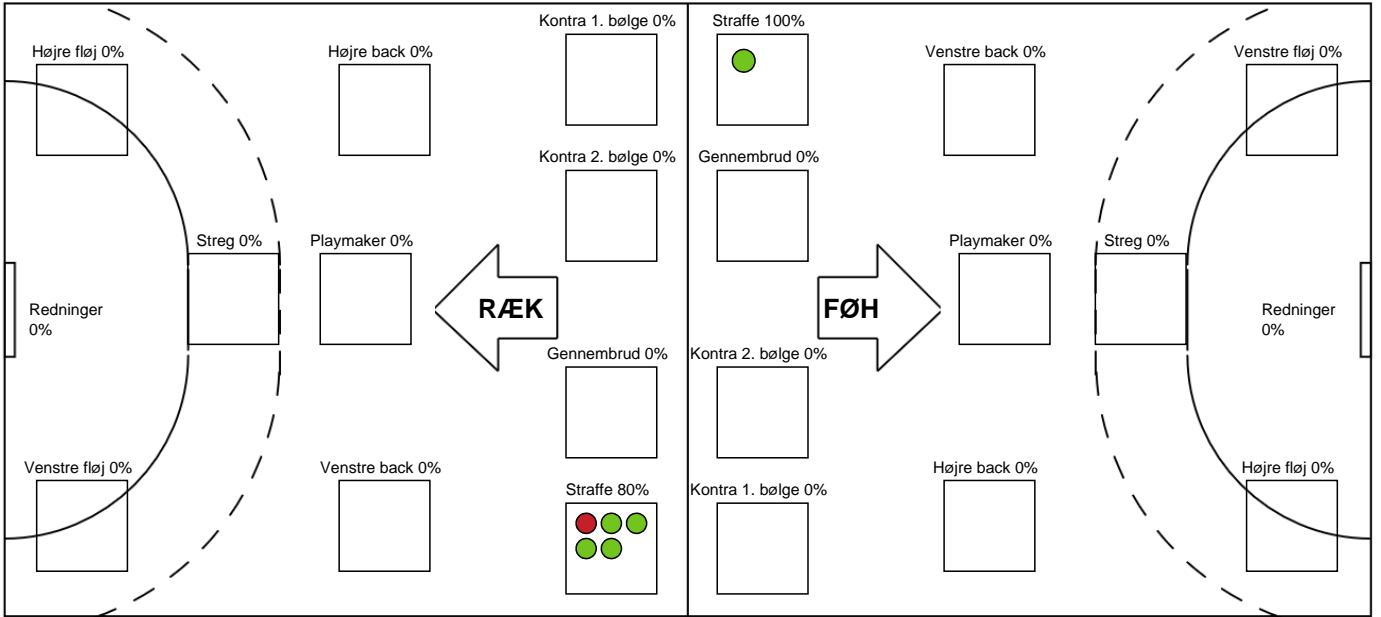 Kontra 1. bølge 0%
Straffe 100%
Højre fløj 0%
Højre back 0%
Venstre back 0%
Venstre fløj 0%
Kontra 2. bølge 0%
Gennembrud 0%
Streg 0%
Playmaker 0%
Playmaker 0%
Streg 0%
Redninger
0%
RÆK
FØH
Redninger
0%
Gennembrud 0%
Kontra 2. bølge 0%
Venstre fløj 0%
Venstre back 0%
Højre back 0%
Højre fløj 0%
Straffe 80%
Kontra 1. bølge 0%